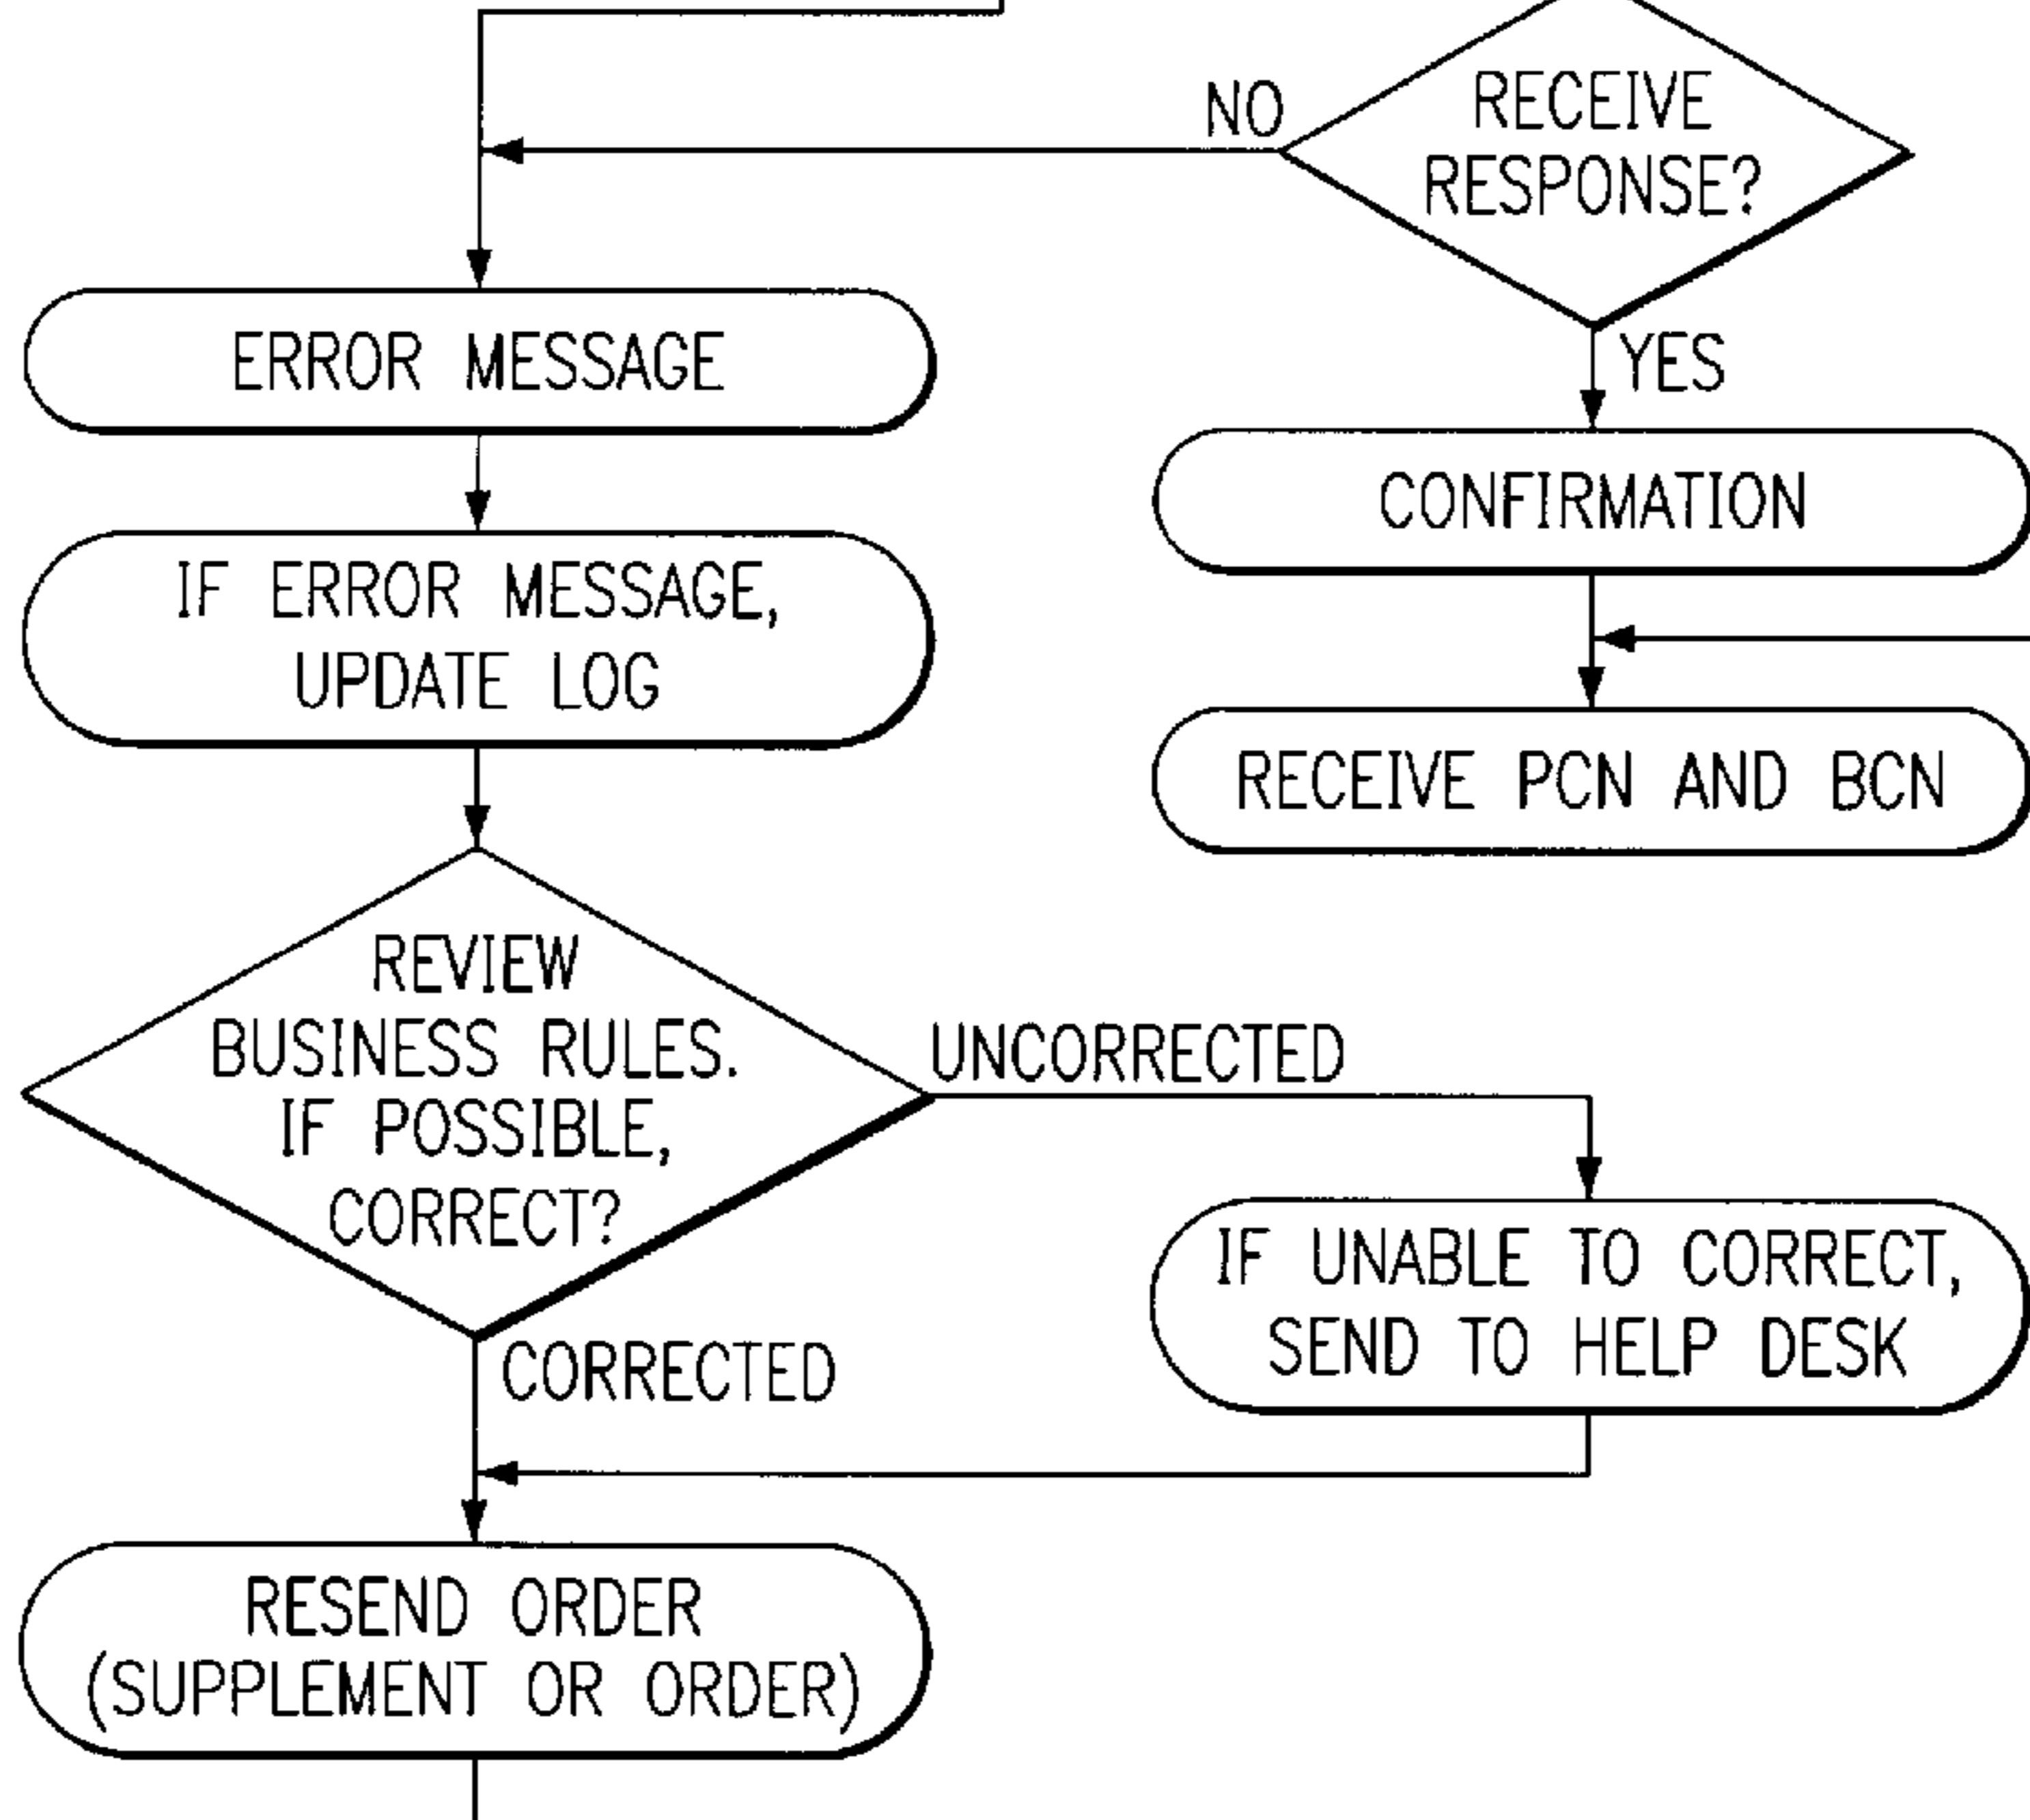 RECEIVE
RESPONSE?
NO
YES
ERROR MESSAGE
CONFIRMATION
IF ERROR MESSAGE,
UPDATE LOG
RECEIVE PCN AND BCN
REVIEW
BUSINESS RULES.
IF POSSIBLE,
CORRECT?
UNCORRECTED
IF UNABLE TO CORRECT,
SEND TO HELP DESK
CORRECTED
RESEND ORDER
(SUPPLEMENT OR ORDER)